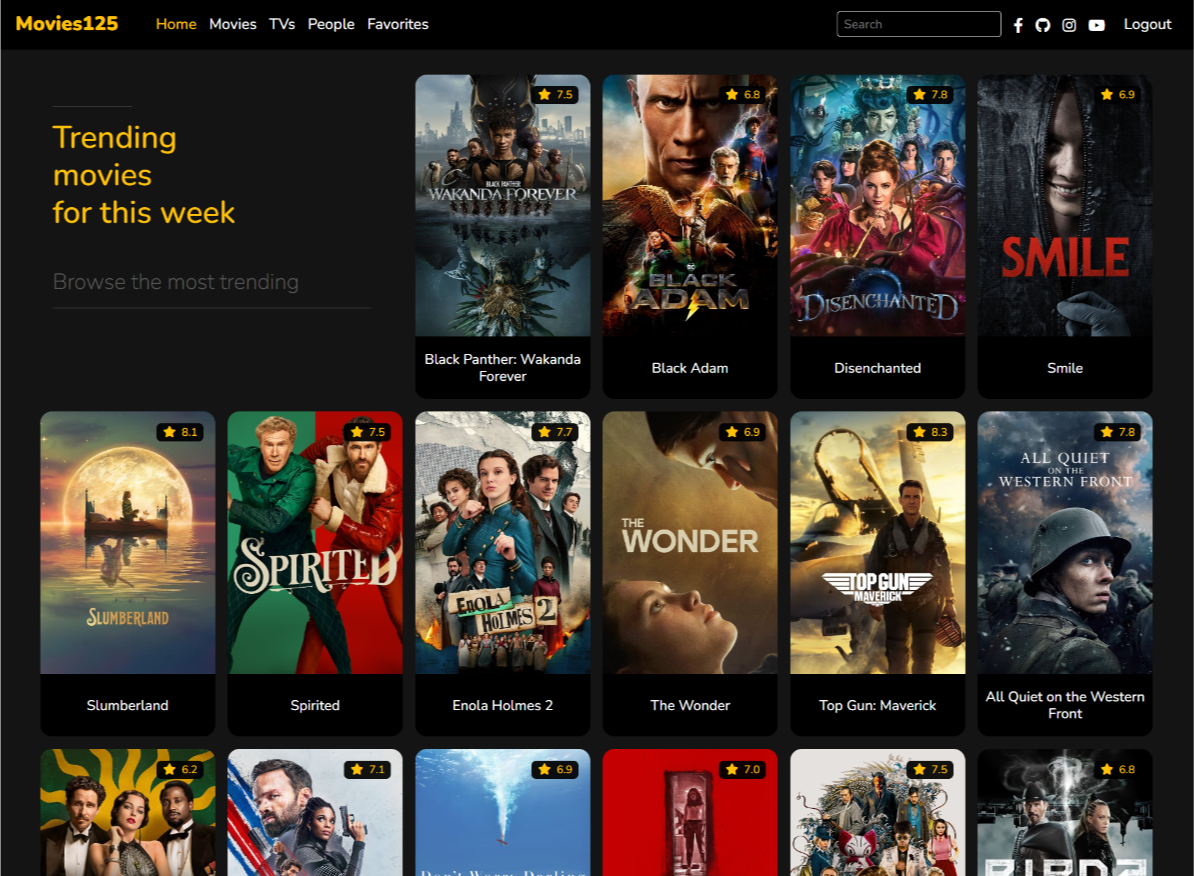 Movies125 Home Movies TVs People Favorites Search Logout
Trending
movies
for this week
Browse the most trending
7.5
BLACK PANTHER
WAKANDA FOREVER
Black Panther: Wakanda
Forever
6.8
DC
BLACK
ADAM
Black Adam
7.8
DISENCHANTED
Disenchanted
6.9
SMILE
Smile
8.1
SLUMBERLAND
Slumberland
7.5
SPIRITED
Spirited
7.7
ENOLA
HOLMES 2
Enola Holmes 2
6.9
THE
WONDER
The Wonder
8.3
TOP GUN
MAVERICK
Top Gun: Maverick
7.8
ALL QUIET
ON THE
WESTERN FRONT
All Quiet on the Western
Front
6.2
7.1
6.9
Don't Worry Darling
7.0
7.5
6.8